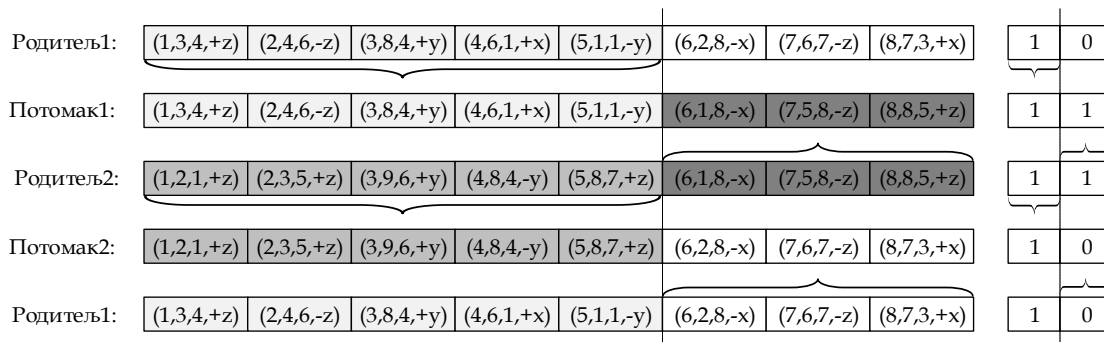 Родитељ1: (1,3,4,+z) (2,4,6,-z) (3,8,4,+y) (4,6,1,+x) (5,1,1,-y) (6,2,8,-x) (7,6,7,-z) (8,7,3,+x) 1 0
Потомак1: (1,3,4,+z) (2,4,6,-z) (3,8,4,+y) (4,6,1,+x) (5,1,1,-y) (6,1,8,-x) (7,5,8,-z) (8,8,5,+z) 1 1
Родитељ2: (1,2,1,+z) (2,3,5,+z) (3,9,6,+y) (4,8,4,-y) (5,8,7,+z) (6,1,8,-x) (7,5,8,-z) (8,8,5,+z) 1 1
Потомак2: (1,2,1,+z) (2,3,5,+z) (3,9,6,+y) (4,8,4,-y) (5,8,7,+z) (6,2,8,-x) (7,6,7,-z) (8,7,3,+x) 1 0
Родитељ1: (1,3,4,+z) (2,4,6,-z) (3,8,4,+y) (4,6,1,+x) (5,1,1,-y) (6,2,8,-x) (7,6,7,-z) (8,7,3,+x) 1 0